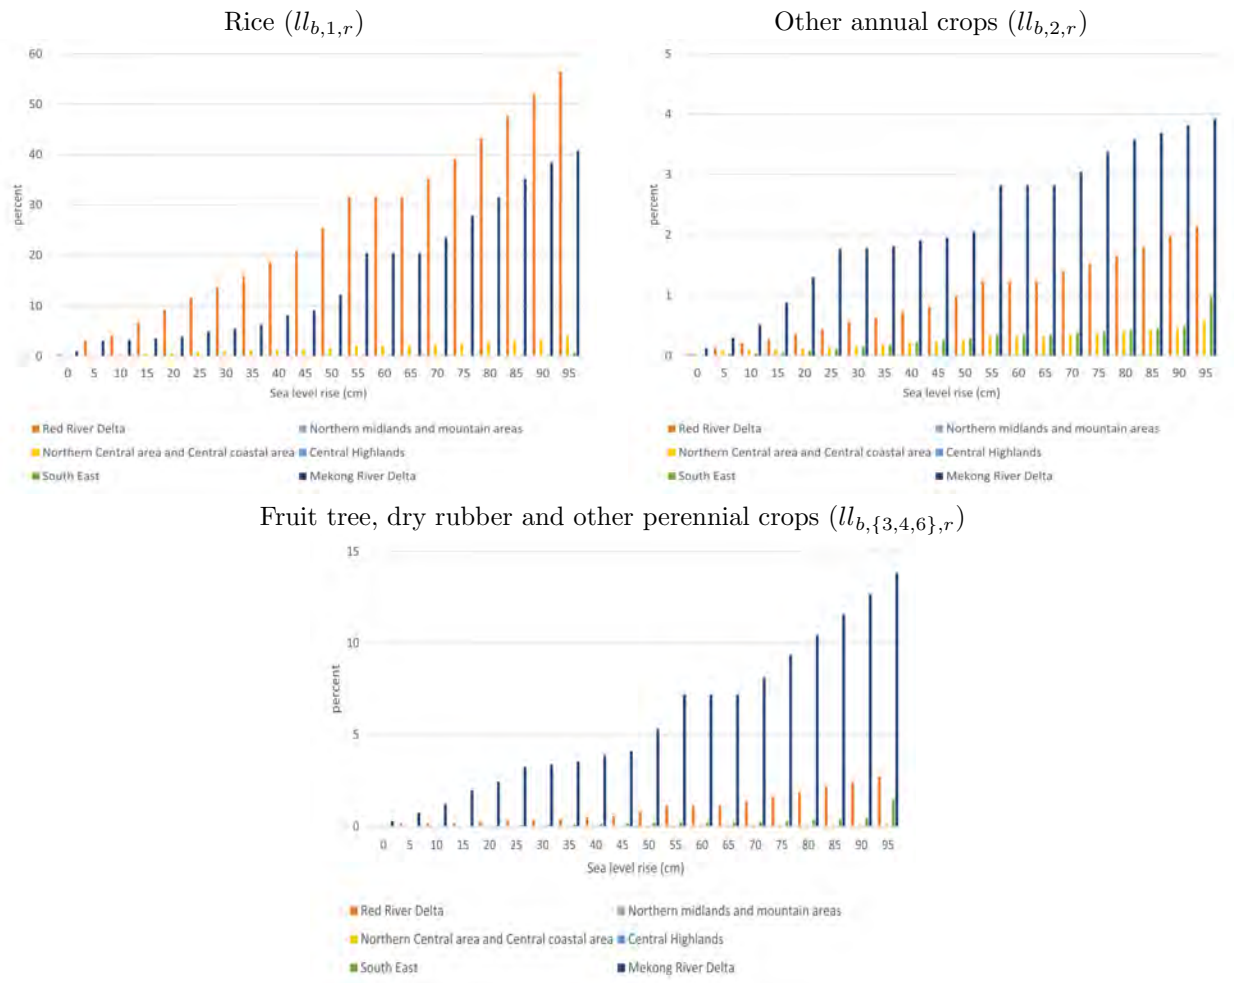 Rice (ll_{b,1,r})
60
50
40
30
20
10
0
percent
0 5 10 15 20 25 30 35 40 45 50 55 60 65 70 75 80 85 90 95
Sea level rise (cm)
Red River Delta
Northern midlands and mountain areas
Northern Central area and Central coastal area
Central Highlands
South East
Mekong River Delta
Other annual crops (ll_{b,2,r})
5
4
3
2
1
0
percent
0 5 10 15 20 25 30 35 40 45 50 55 60 65 70 75 80 85 90 95
Sea level rise (cm)
Red River Delta
Northern midlands and mountain areas
Northern Central area and Central coastal area
Central Highlands
South East
Mekong River Delta
Fruit tree, dry rubber and other perennial crops (ll_{b,{3,4,6},r})
15
10
5
0
percent
0 5 10 15 20 25 30 35 40 45 50 55 60 65 70 75 80 85 90 95
Sea level rise (cm)
Red River Delta
Northern midlands and mountain areas
Northern Central area and Central coastal area
Central Highlands
South East
Mekong River Delta